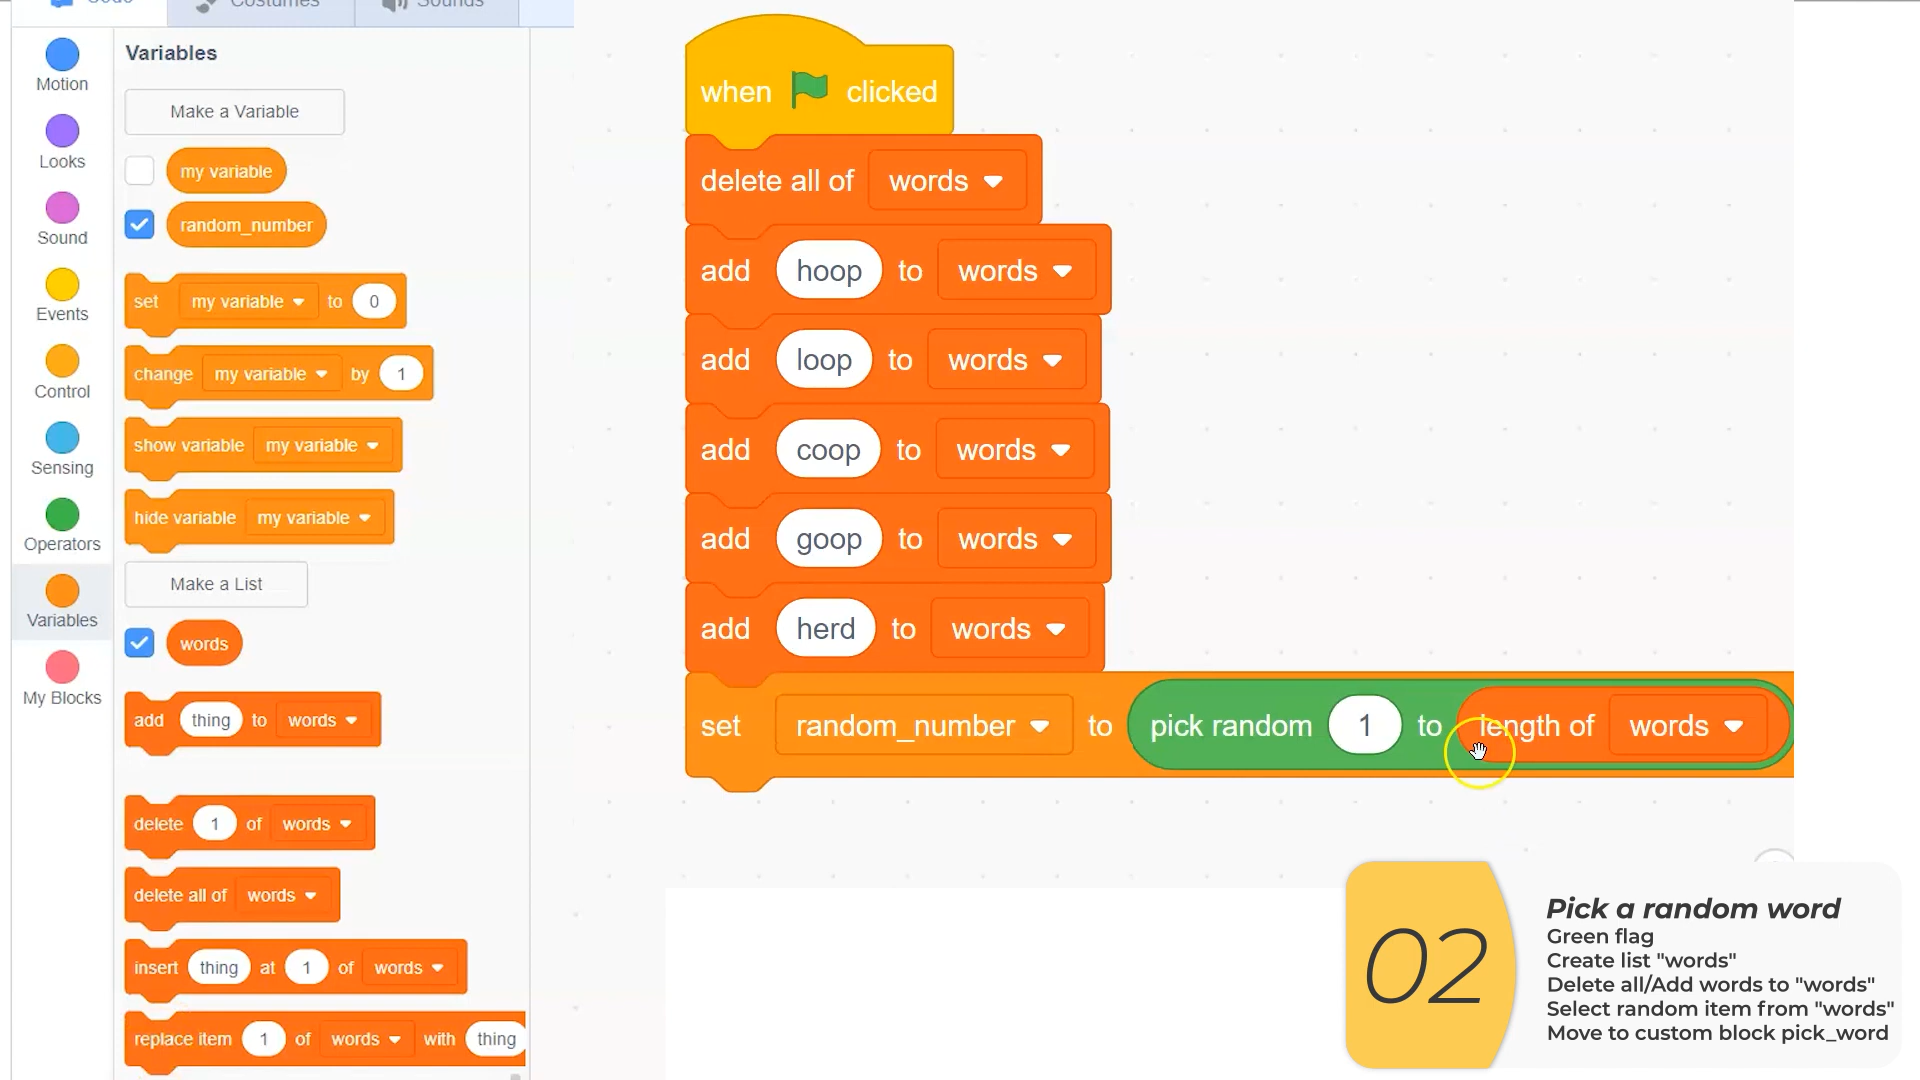 Code Costumes Sounds
Motion
Looks
Sound
Events
Control
Sensing
Operators
Variables
My Blocks
Variables
Make a Variable
my variable
random_number
set my variable to 0
change my variable by 1
show variable my variable
hide variable my variable
Make a List
words
add thing to words
delete 1 of words
delete all of words
insert thing at 1 of words
replace item 1 of words with thing
when clicked
delete all of words
add hoop to words
add loop to words
add coop to words
add goop to words
add herd to words
set random_number to pick random 1 to length of words
02
Pick a random word
Green flag
Create list "words"
Delete all/Add words to "words"
Select random item from "words"
Move to custom block pick_word